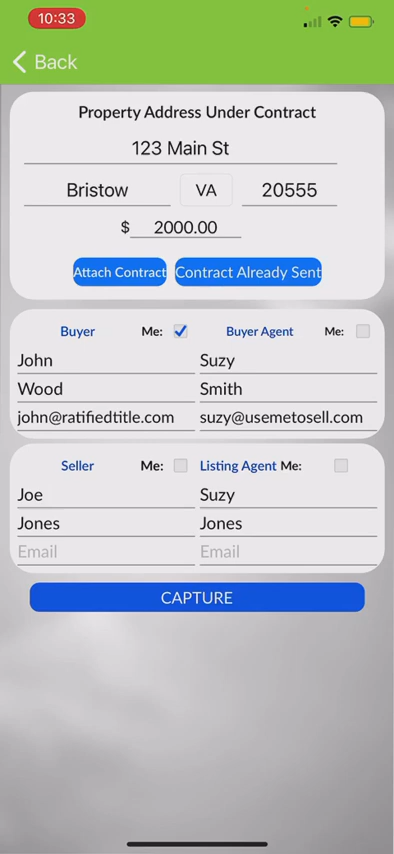 10:33
Back
Property Address Under Contract
123 Main St
Bristow VA 20555
$ 2000.00
Attach Contract Contract Already Sent
Buyer Me: Buyer Agent Me:
John Suzy
Wood Smith
john@ratifiedtitle.com suzy@usemetosell.com
Seller Me: Listing Agent Me:
Joe Suzy
Jones Jones
Email Email
CAPTURE